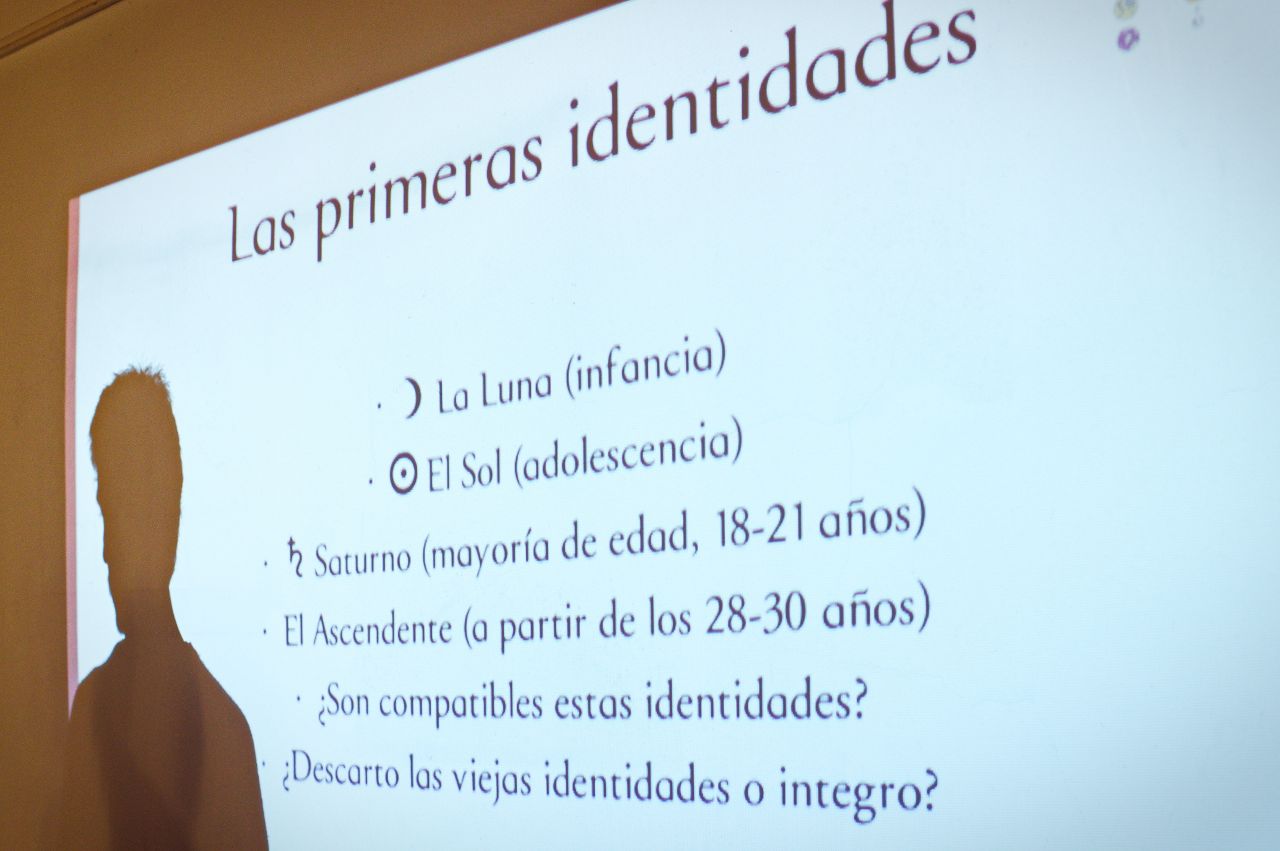 Las primeras identidades
· ☽ La Luna (infancia)
· ☉ El Sol (adolescencia)
· ♄ Saturno (mayoría de edad, 18-21 años)
· El Ascendente (a partir de los 28-30 años)
· ¿Son compatibles estas identidades?
· ¿Descarto las viejas identidades o integro?